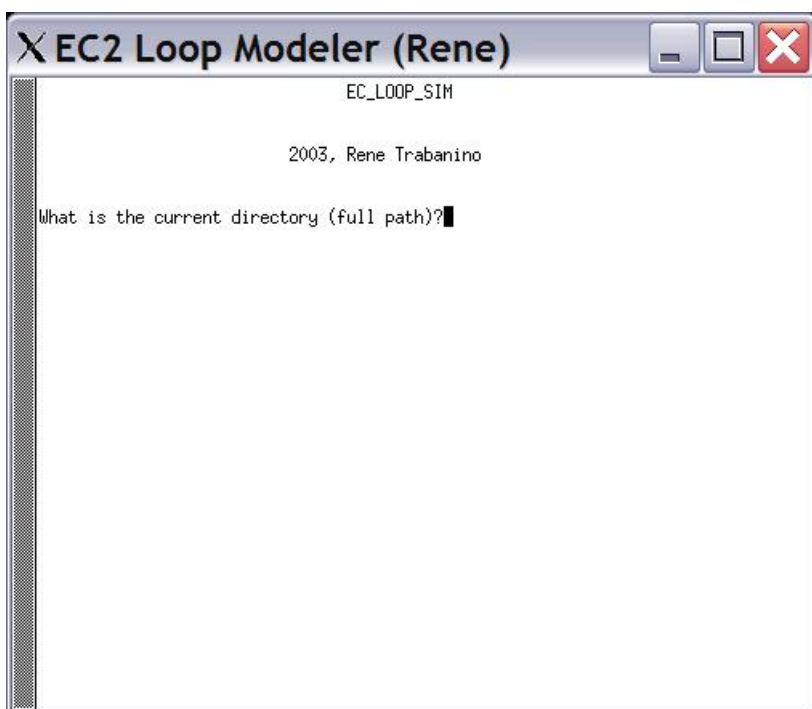 EC2 Loop Modeler (Rene)
EC_LOOP_SIM
2003, Rene Trabanino
What is the current directory (full path)?